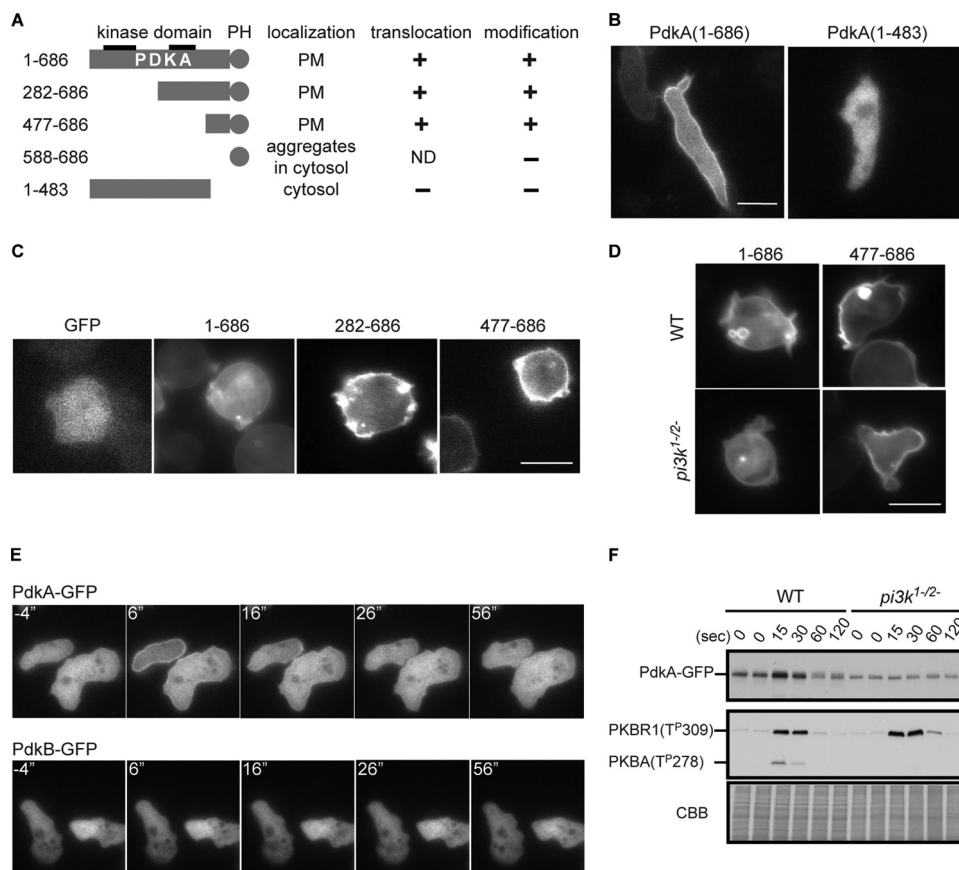 A
kinase domain PH localization translocation modification
1-686 PDKA PM + +
282-686 PM + +
477-686 PM + +
588-686 aggregates in cytosol ND −
1-483 cytosol − −
B
PdkA(1-686) PdkA(1-483)
C
GFP 1-686 282-686 477-686
D
1-686 477-686
WT
pi3k1-/2-
E
PdkA-GFP
-4” 6” 16” 26” 56”
PdkB-GFP
-4” 6” 16” 26” 56”
F
WT pi3k1-/2-
(sec) 0 0 15 30 60 120 0 0 15 30 60 120
PdkA-GFP
PKBR1(TP309)
PKBA(TP278)
CBB